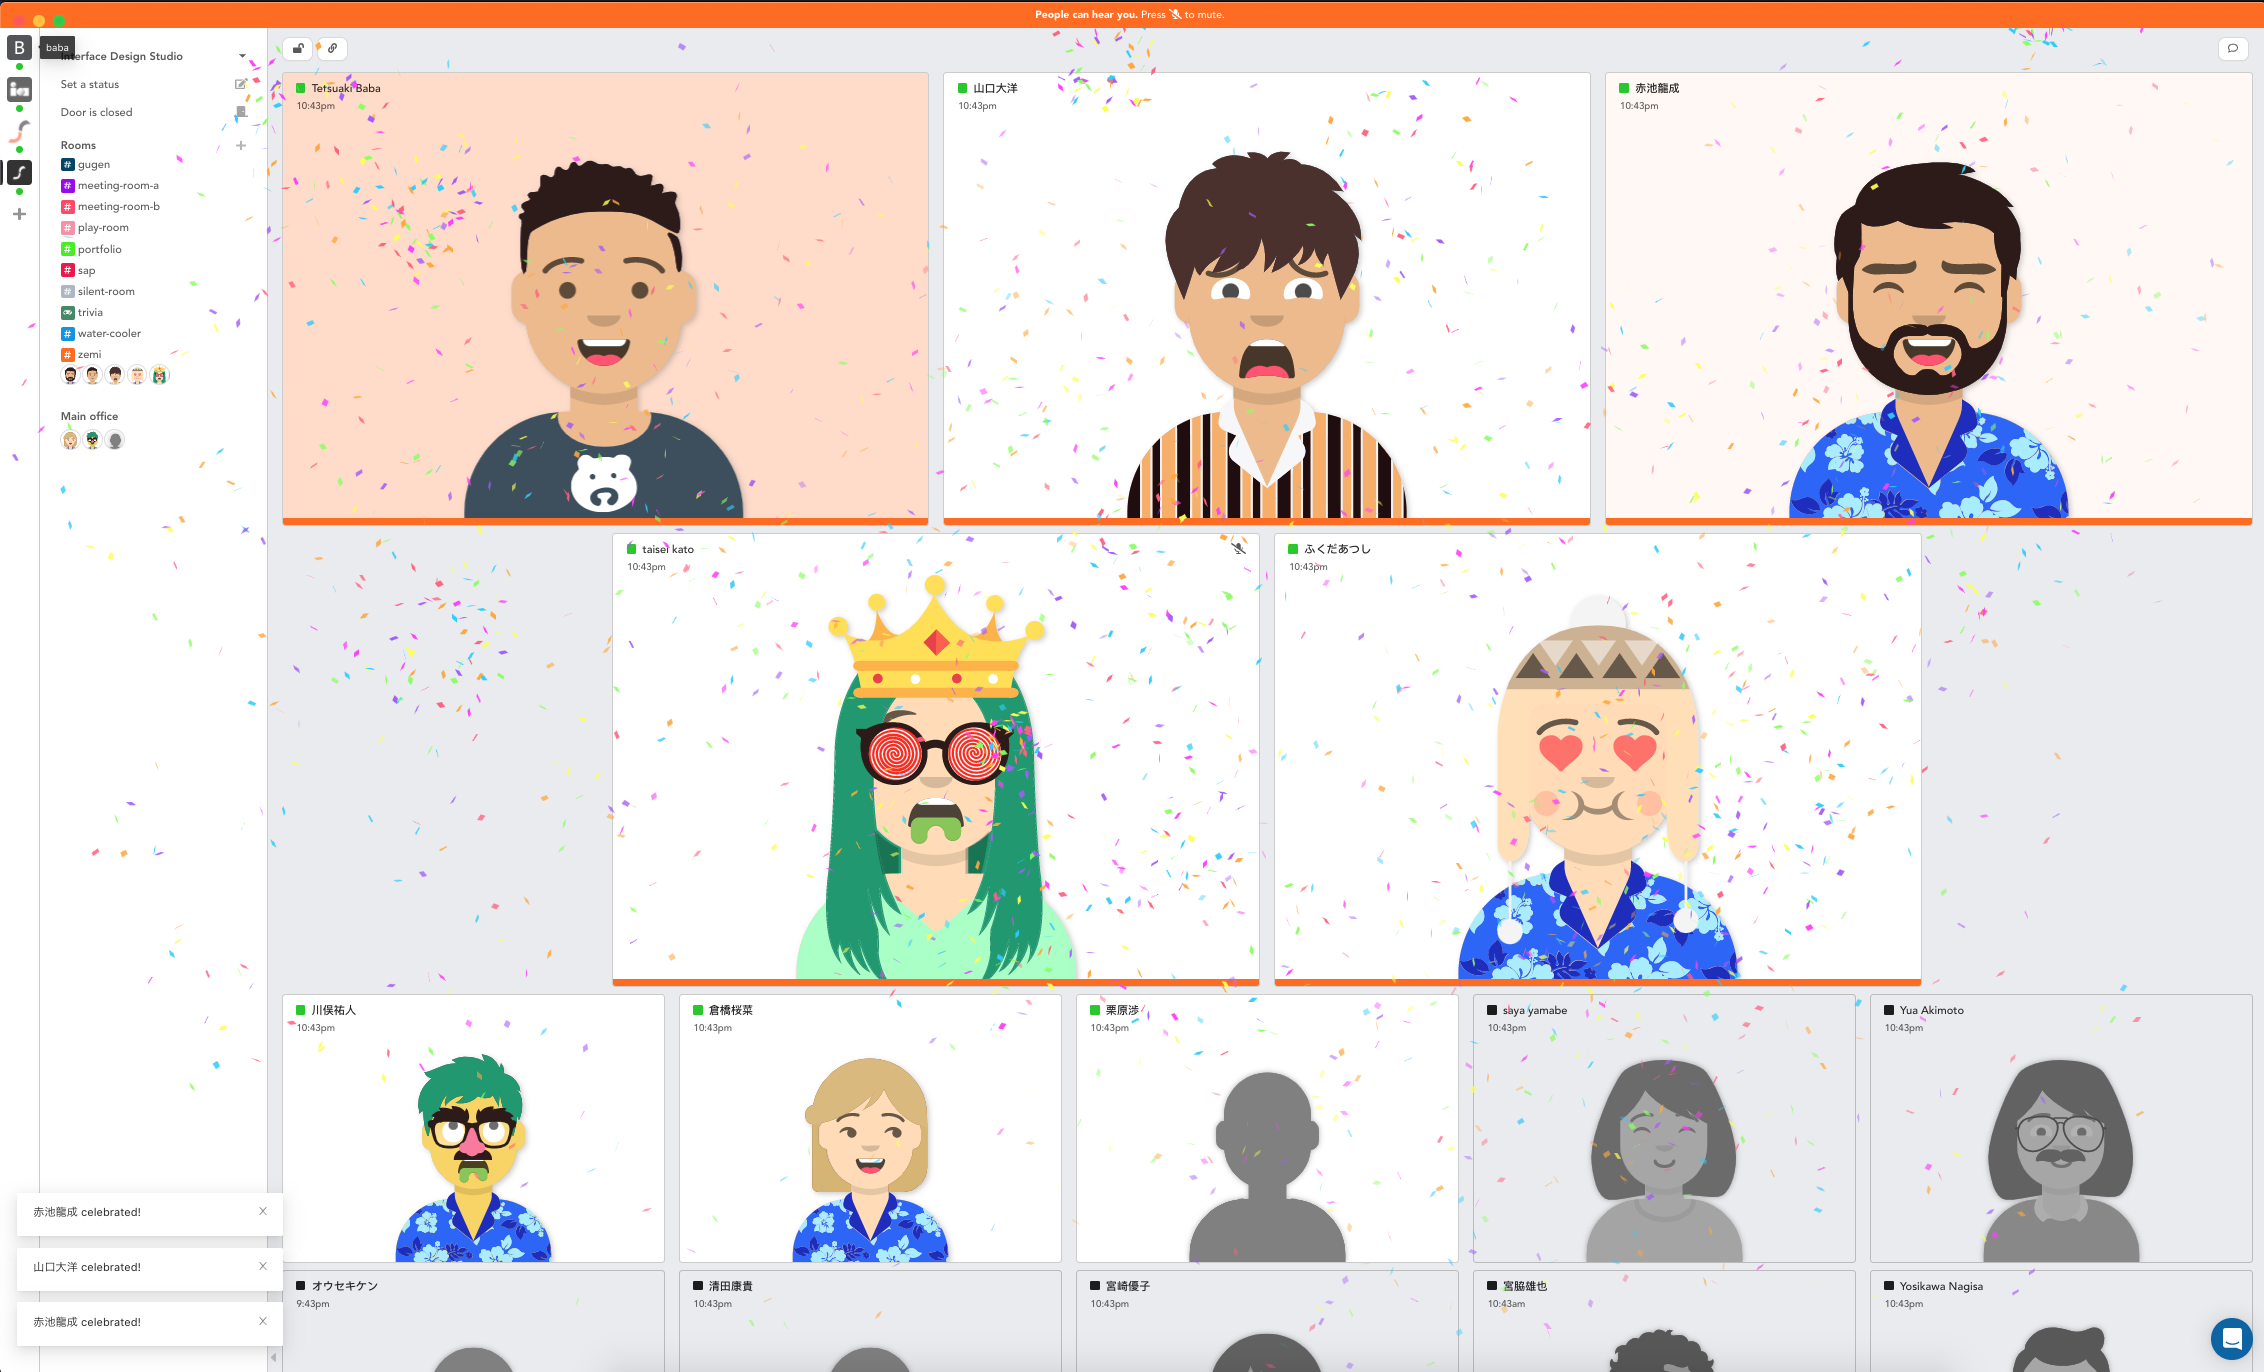 People can hear you. Press to mute.
B
baba
Interface Design Studio
Set a status
Door is closed
Rooms
# gugen
# meeting-room-a
# meeting-room-b
# play-room
# portfolio
# sap
# silent-room
trivia
# water-cooler
# zemi
Main office
Tetsuaki Baba
10:43pm
山口大洋
10:43pm
赤池龍成
10:43pm
taisei kato
10:43pm
ふくだあつし
10:43pm
川俣祐人
10:43pm
倉橋桜菜
10:43pm
栗原渉
10:43pm
saya yamabe
10:43pm
Yua Akimoto
10:43pm
オウセキケン
9:43pm
清田康貴
10:43pm
宮崎優子
10:43pm
宮脇雄也
10:43am
Yosikawa Nagisa
10:43pm
赤池龍成 celebrated!
山口大洋 celebrated!
赤池龍成 celebrated!